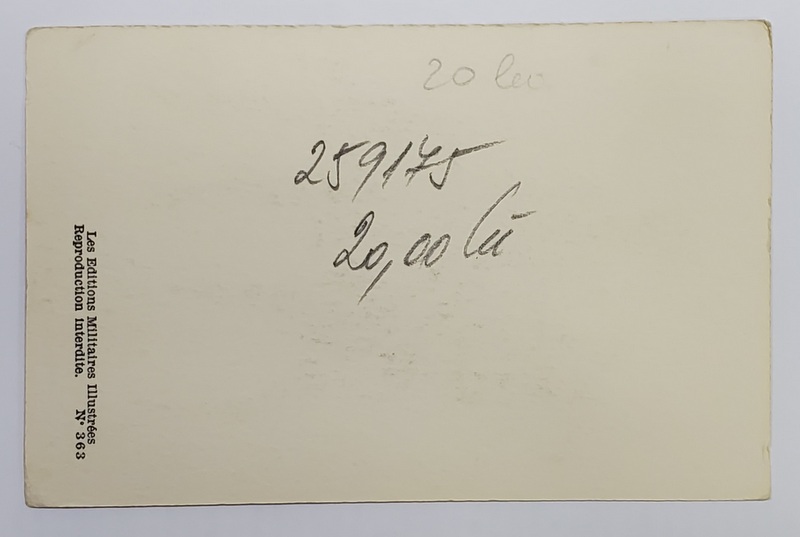 20 lei
259175
20,00 lei
Les Editions Militaires Illustrées
Reproduction interdite. N° 363